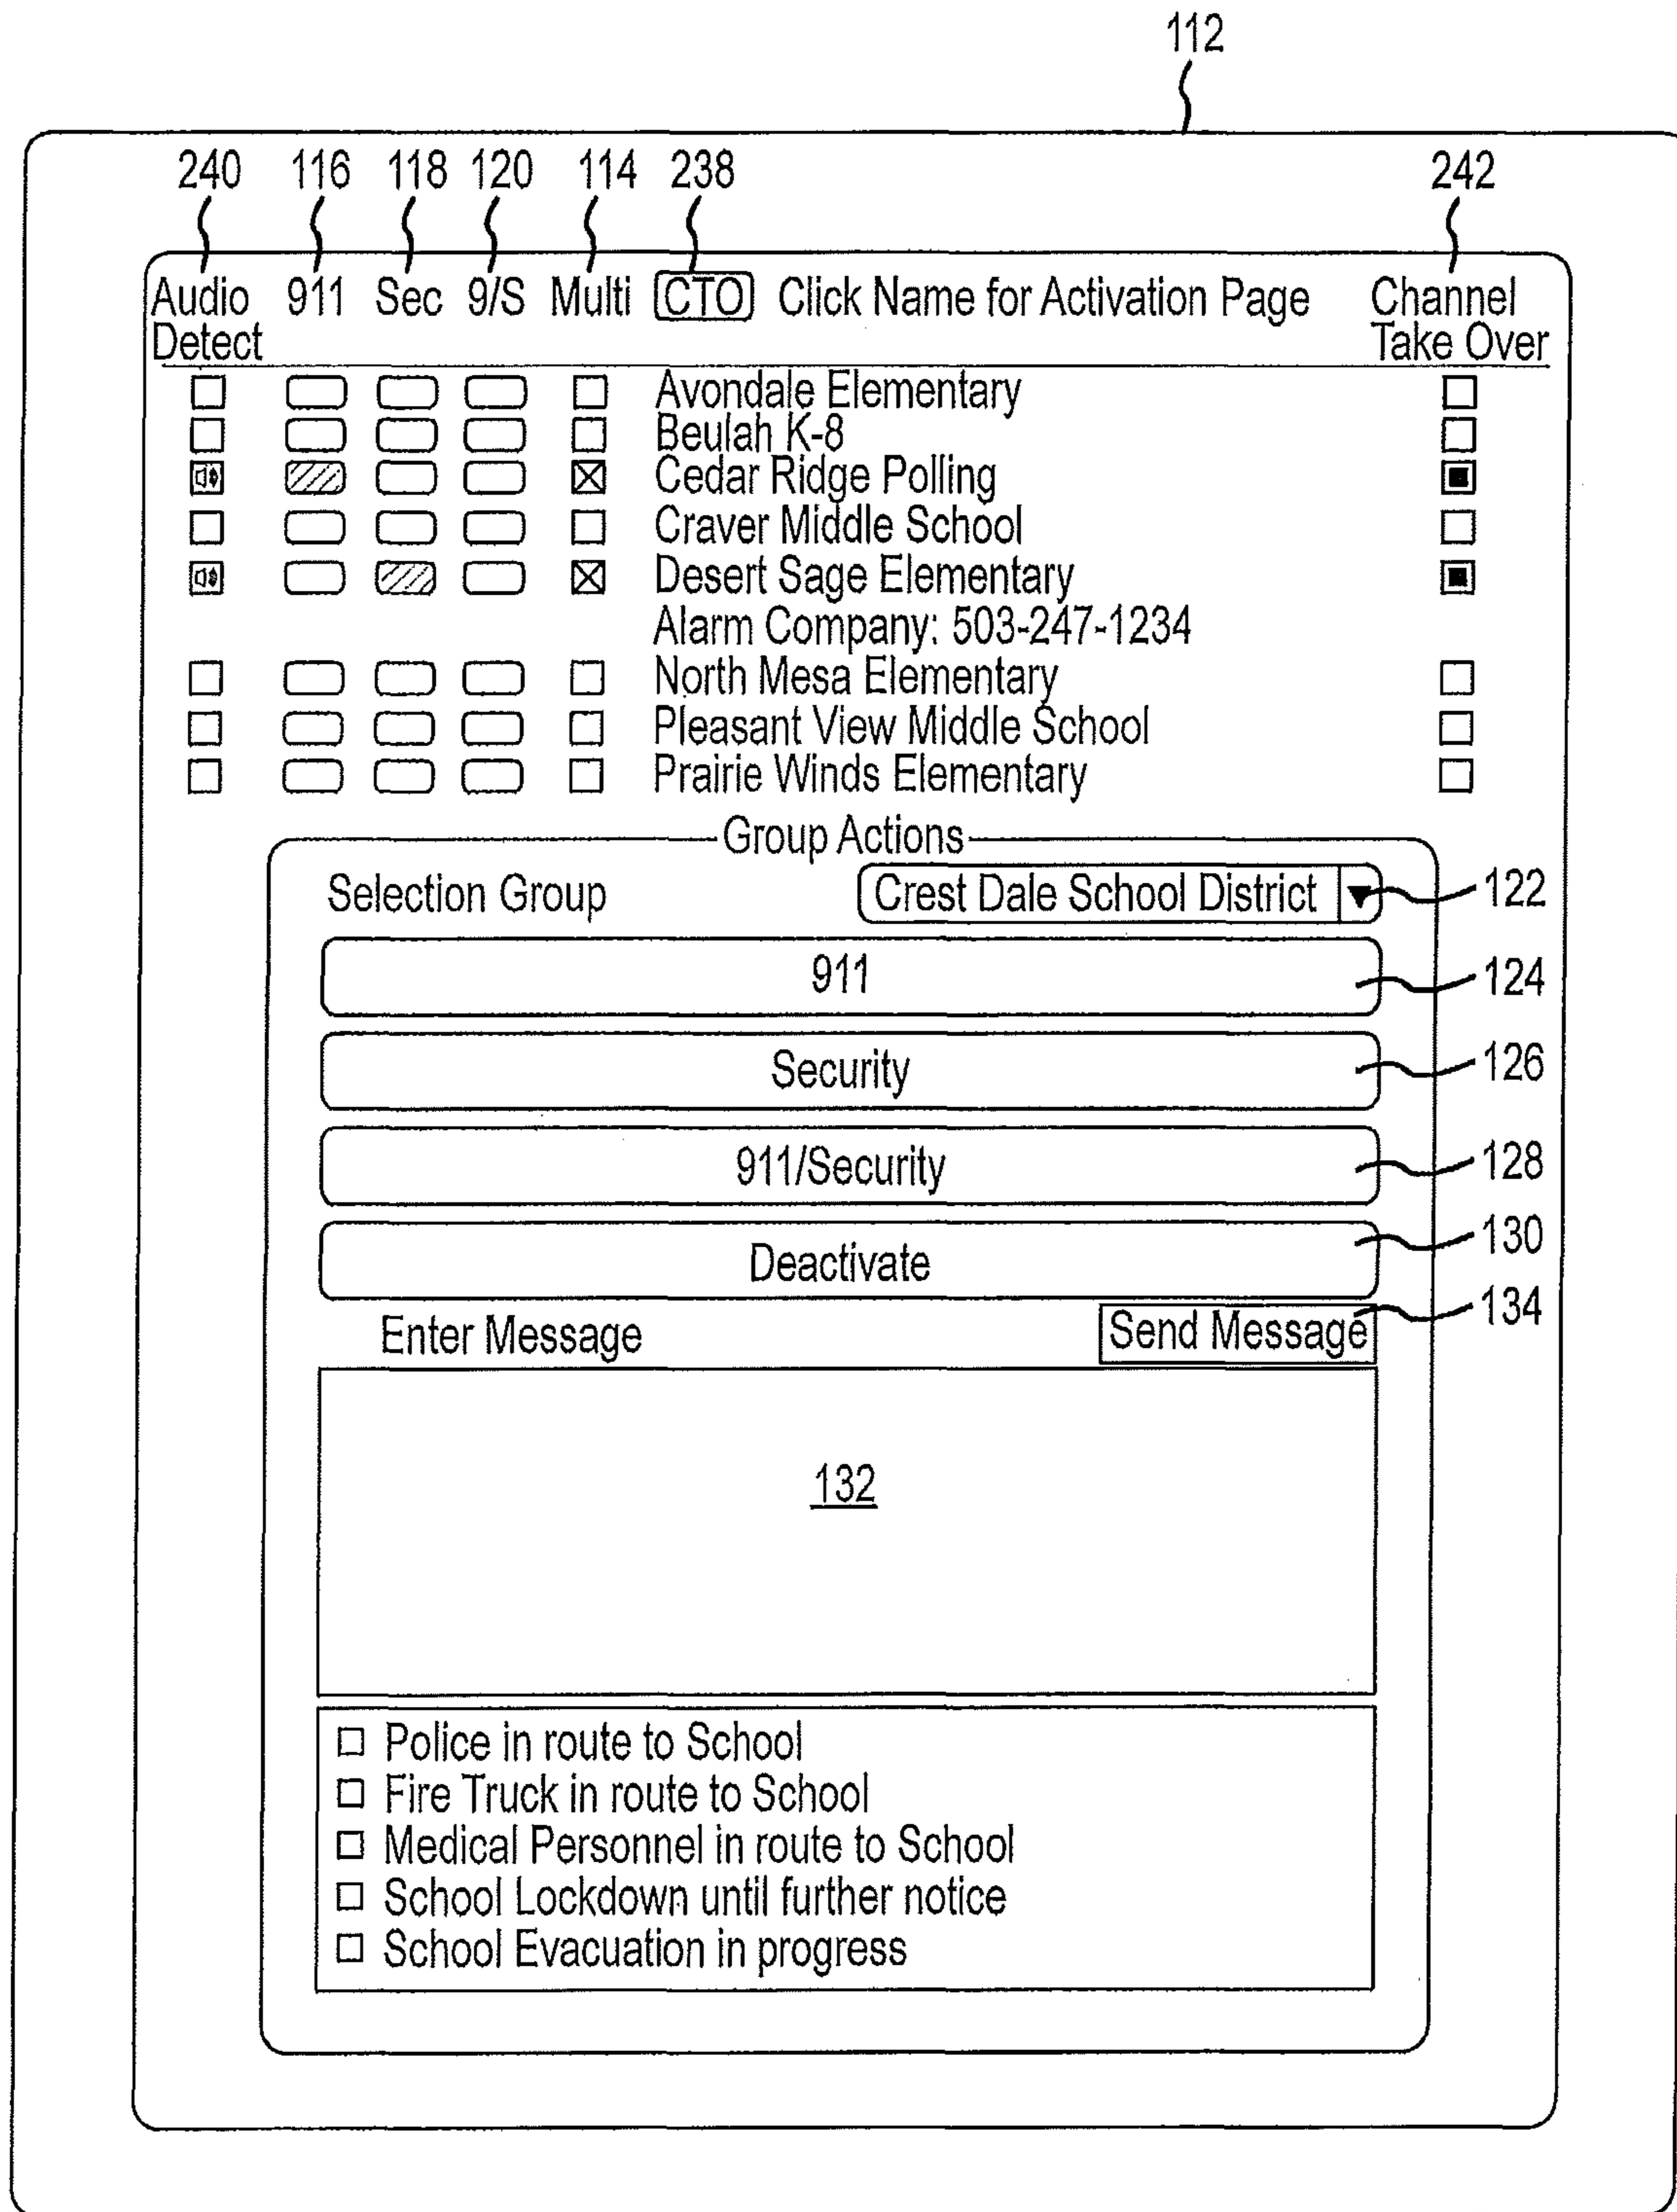 112
240 116 118 120 114 238 242
Audio 911 Sec 9/S Multi CTO Click Name for Activation Page Channel
Detect Take Over
Avondale Elementary
Beulah K-8
Cedar Ridge Polling
Craver Middle School
Desert Sage Elementary
Alarm Company: 503-247-1234
North Mesa Elementary
Pleasant View Middle School
Prairie Winds Elementary
Group Actions
Selection Group Crest Dale School District 122
911 124
Security 126
911/Security 128
Deactivate 130
Enter Message Send Message 134
132
Police in route to School
Fire Truck in route to School
Medical Personnel in route to School
School Lockdown until further notice
School Evacuation in progress